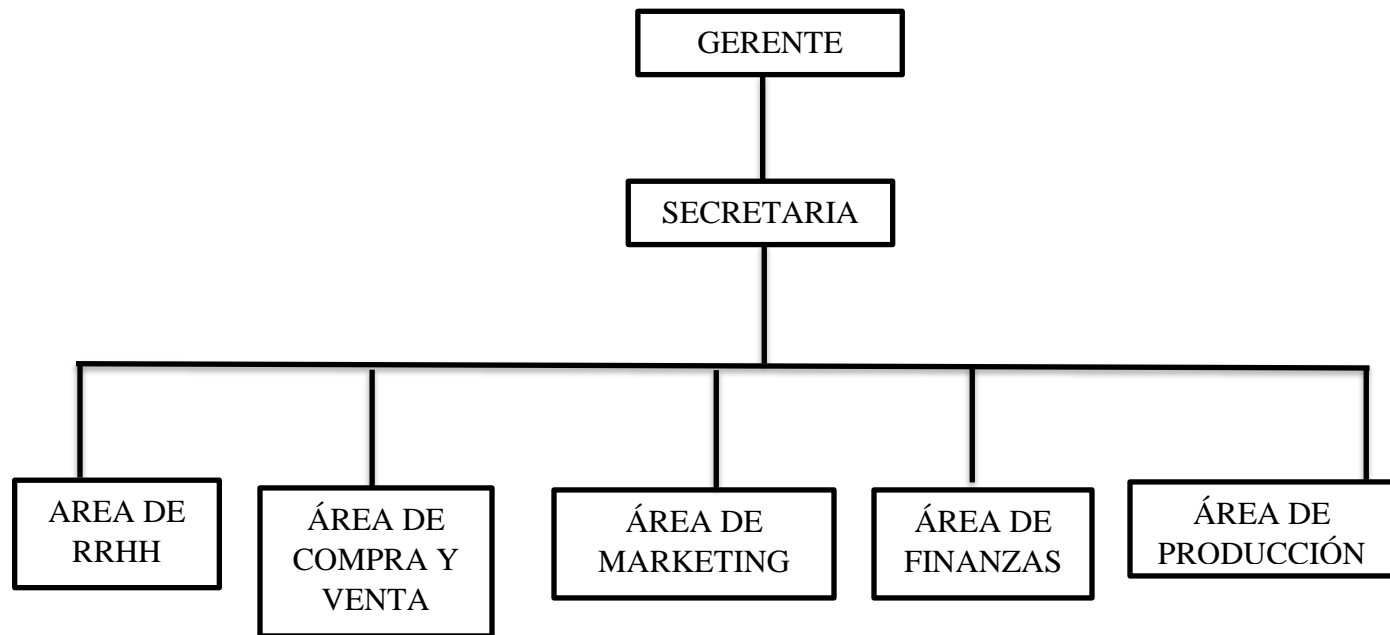 GERENTE
SECRETARIA
AREA DE
RRHH
ÁREA DE
COMPRA Y
VENTA
ÁREA DE
MARKETING
ÁREA DE
FINANZAS
ÁREA DE
PRODUCCIÓN